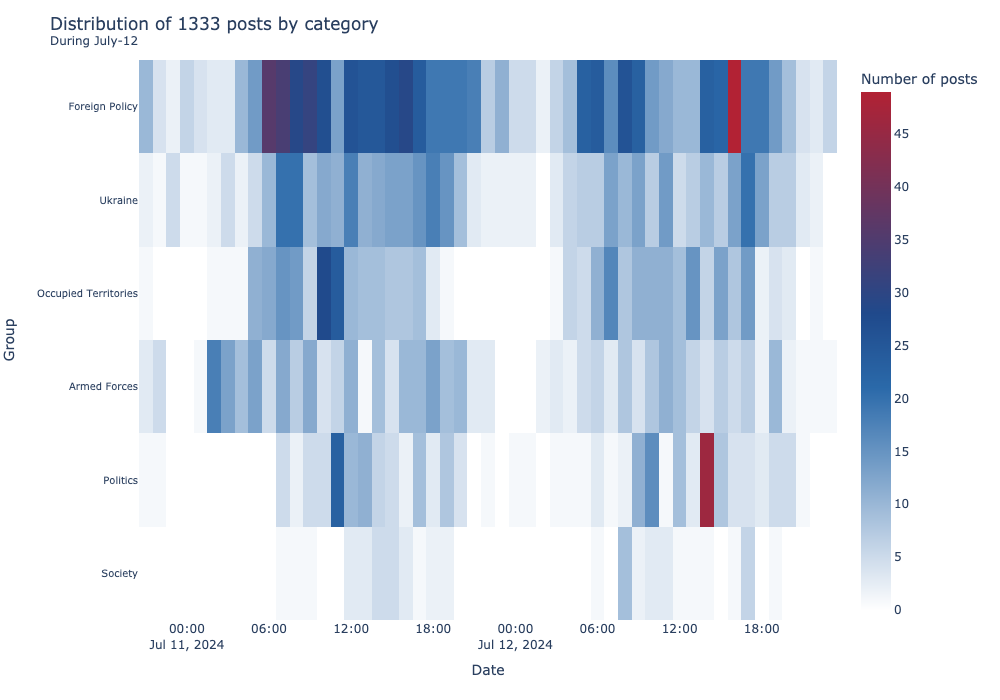 Distribution of 1333 posts by category
During July-12
Number of posts
Foreign Policy
Ukraine
Occupied Territories
Armed Forces
Politics
Society
Group
45
40
35
30
25
20
15
10
5
0
00:00 06:00 12:00 18:00 00:00 06:00 12:00 18:00
Jul 11, 2024 Jul 12, 2024
Date